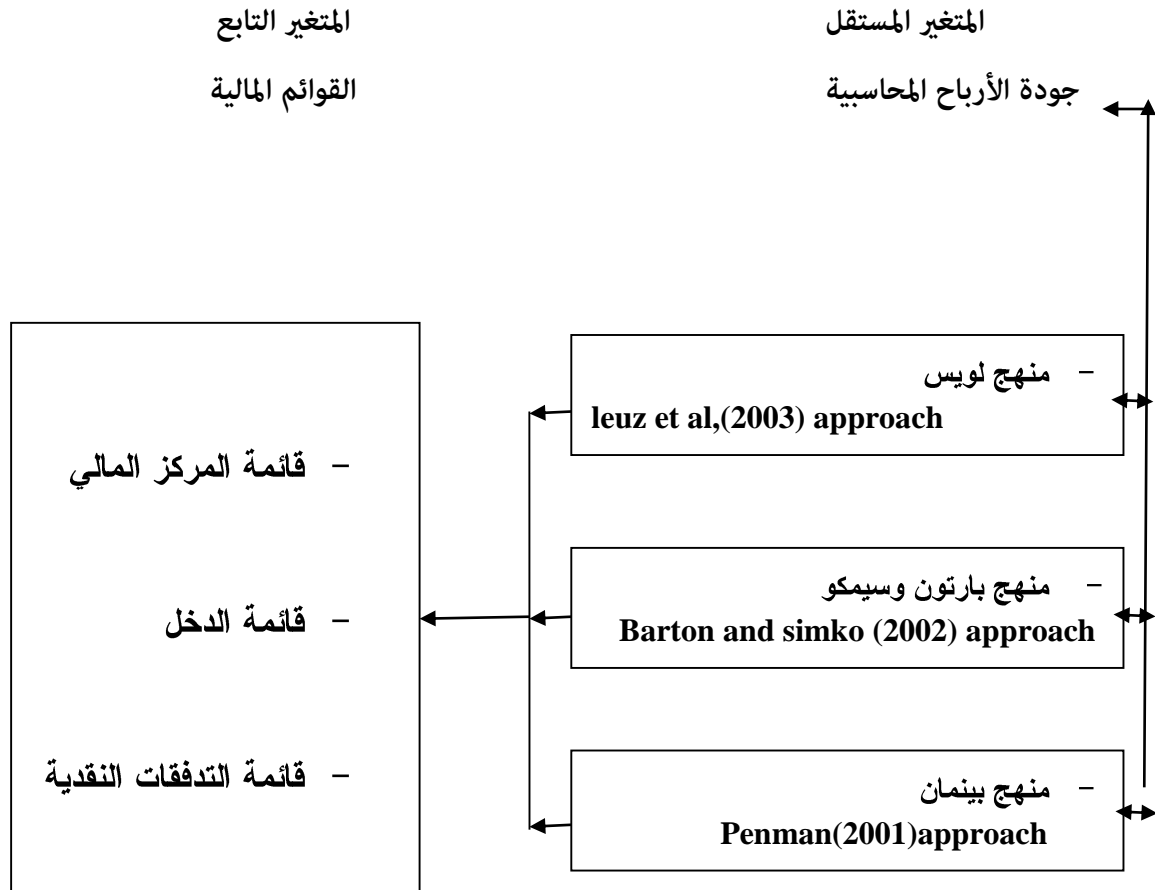 المتغير المستقل
المتغير التابع
جودة الأرباح المحاسبية
القوائم المالية
- منهج لويس
leuz et al,(2003) approach
- منهج بارتون وسيمكو
Barton and simko (2002) approach
- منهج بينمان
Penman(2001)approach
- قائمة المركز المالي
- قائمة الدخل
- قائمة التدفقات النقدية